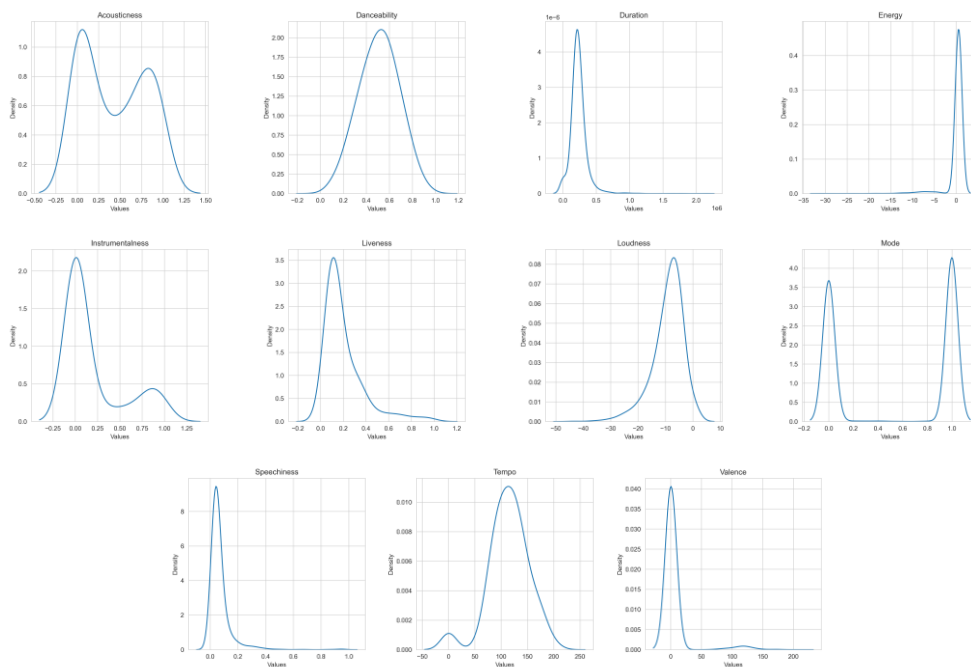 Acousticness
Density
1.0
0.8
0.6
0.4
0.2
0.0
-0.50 -0.25 0.00 0.25 0.50 0.75 1.00 1.25 1.50
Values
Danceability
Density
2.00
1.75
1.50
1.25
1.00
0.75
0.50
0.25
0.00
-0.2 0.0 0.2 0.4 0.6 0.8 1.0 1.2
Values
Duration
1e-6
Density
4
3
2
1
0
0.0 0.5 1.0 1.5 2.0
1e6
Values
Energy
Density
0.4
0.3
0.2
0.1
0.0
-35 -30 -25 -20 -15 -10 -5 0
Values
Instrumentalness
Density
2.0
1.5
1.0
0.5
0.0
-0.25 0.00 0.25 0.50 0.75 1.00 1.25
Values
Liveness
Density
3.5
3.0
2.5
2.0
1.5
1.0
0.5
0.0
-0.2 0.0 0.2 0.4 0.6 0.8 1.0 1.2
Values
Loudness
Density
0.08
0.07
0.06
0.05
0.04
0.03
0.02
0.01
0.00
-50 -40 -30 -20 -10 0 10
Values
Mode
Density
4.0
3.5
3.0
2.5
2.0
1.5
1.0
0.5
0.0
-0.2 0.0 0.2 0.4 0.6 0.8 1.0
Values
Speechiness
Density
8
6
4
2
0
0.0 0.2 0.4 0.6 0.8 1.0
Values
Tempo
Density
0.010
0.008
0.006
0.004
0.002
0.000
-50 0 50 100 150 200 250
Values
Valence
Density
0.040
0.035
0.030
0.025
0.020
0.015
0.010
0.005
0.000
0 50 100 150 200
Values